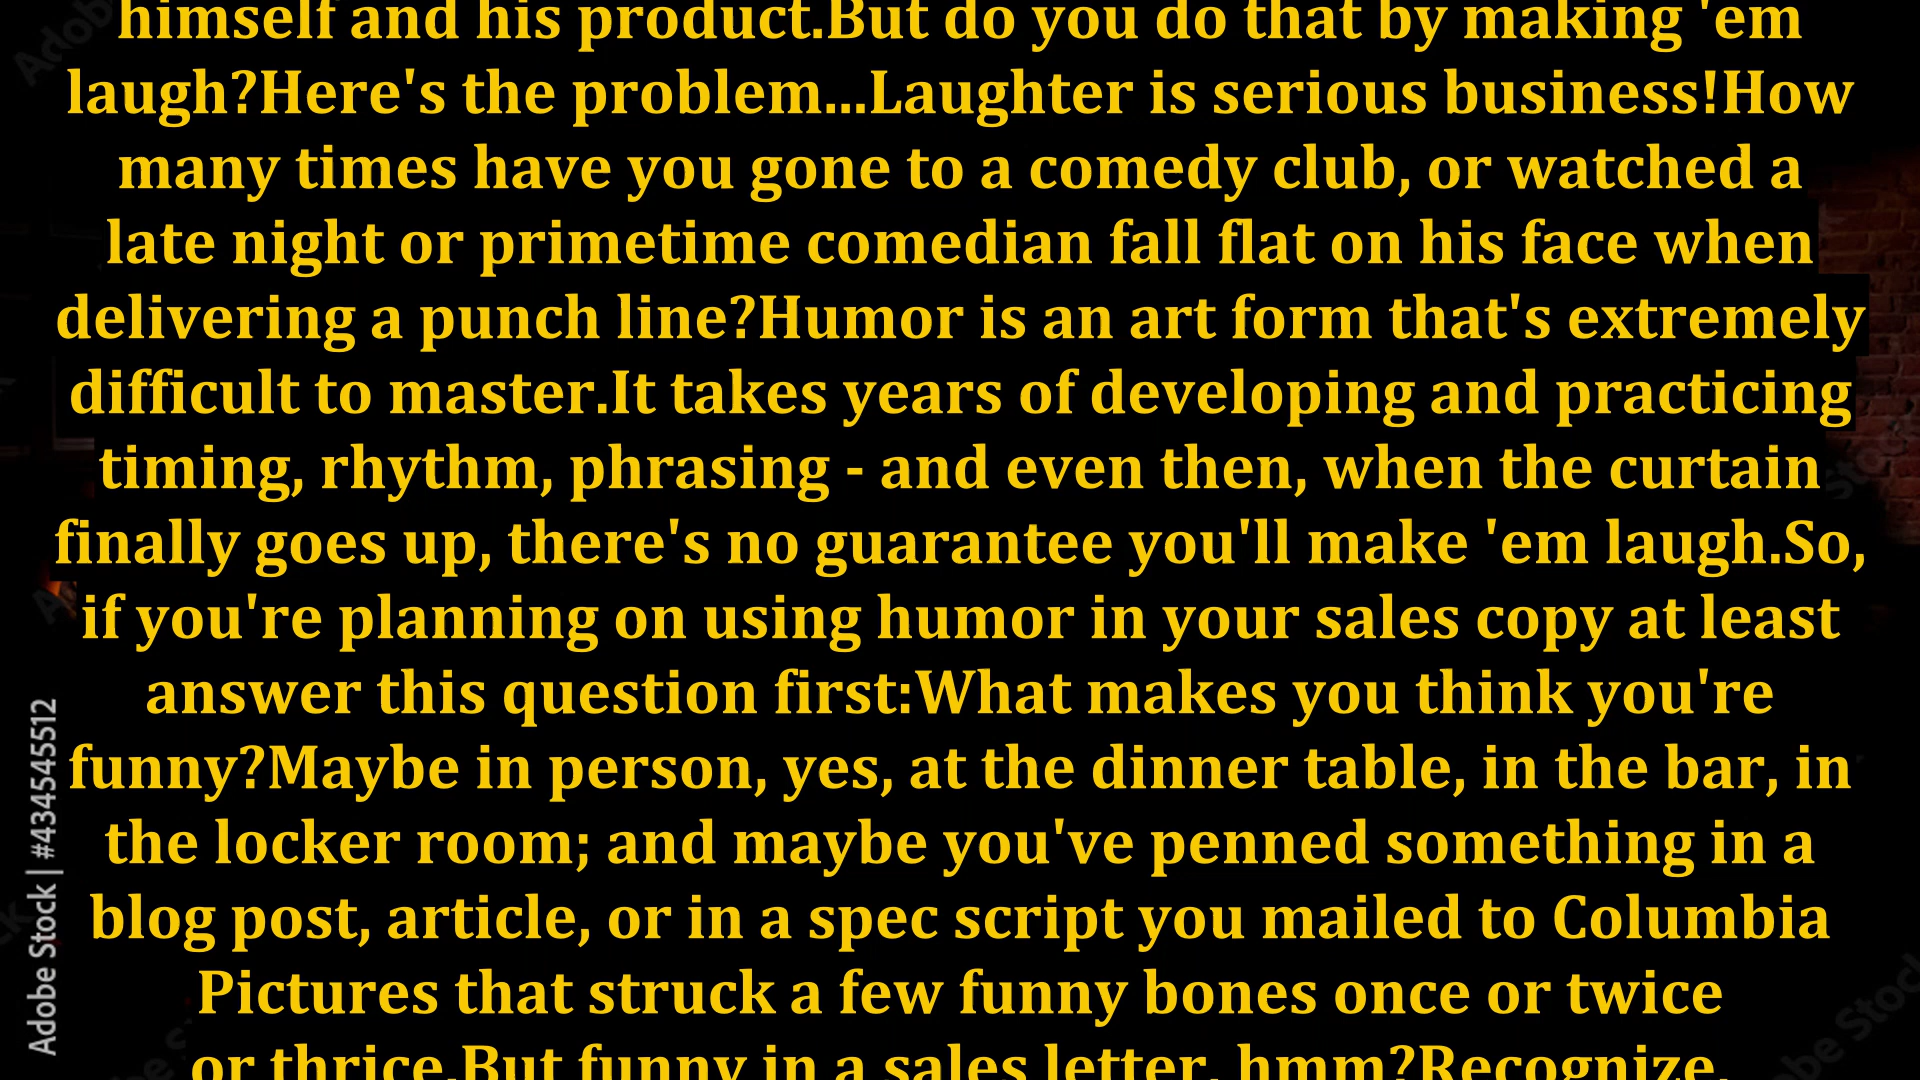 himself and his product.But do you do that by making 'em
laugh?Here's the problem...Laughter is serious business!How
many times have you gone to a comedy club, or watched a
late night or primetime comedian fall flat on his face when
delivering a punch line?Humor is an art form that's extremely
difficult to master.It takes years of developing and practicing
timing, rhythm, phrasing - and even then, when the curtain
finally goes up, there's no guarantee you'll make 'em laugh.So,
if you're planning on using humor in your sales copy at least
answer this question first:What makes you think you're
funny?Maybe in person, yes, at the dinner table, in the bar, in
the locker room; and maybe you've penned something in a
blog post, article, or in a spec script you mailed to Columbia
Pictures that struck a few funny bones once or twice
or thrice.But funny in a sales letter, hmm?Recognize,
Adobe Stock | #434545512